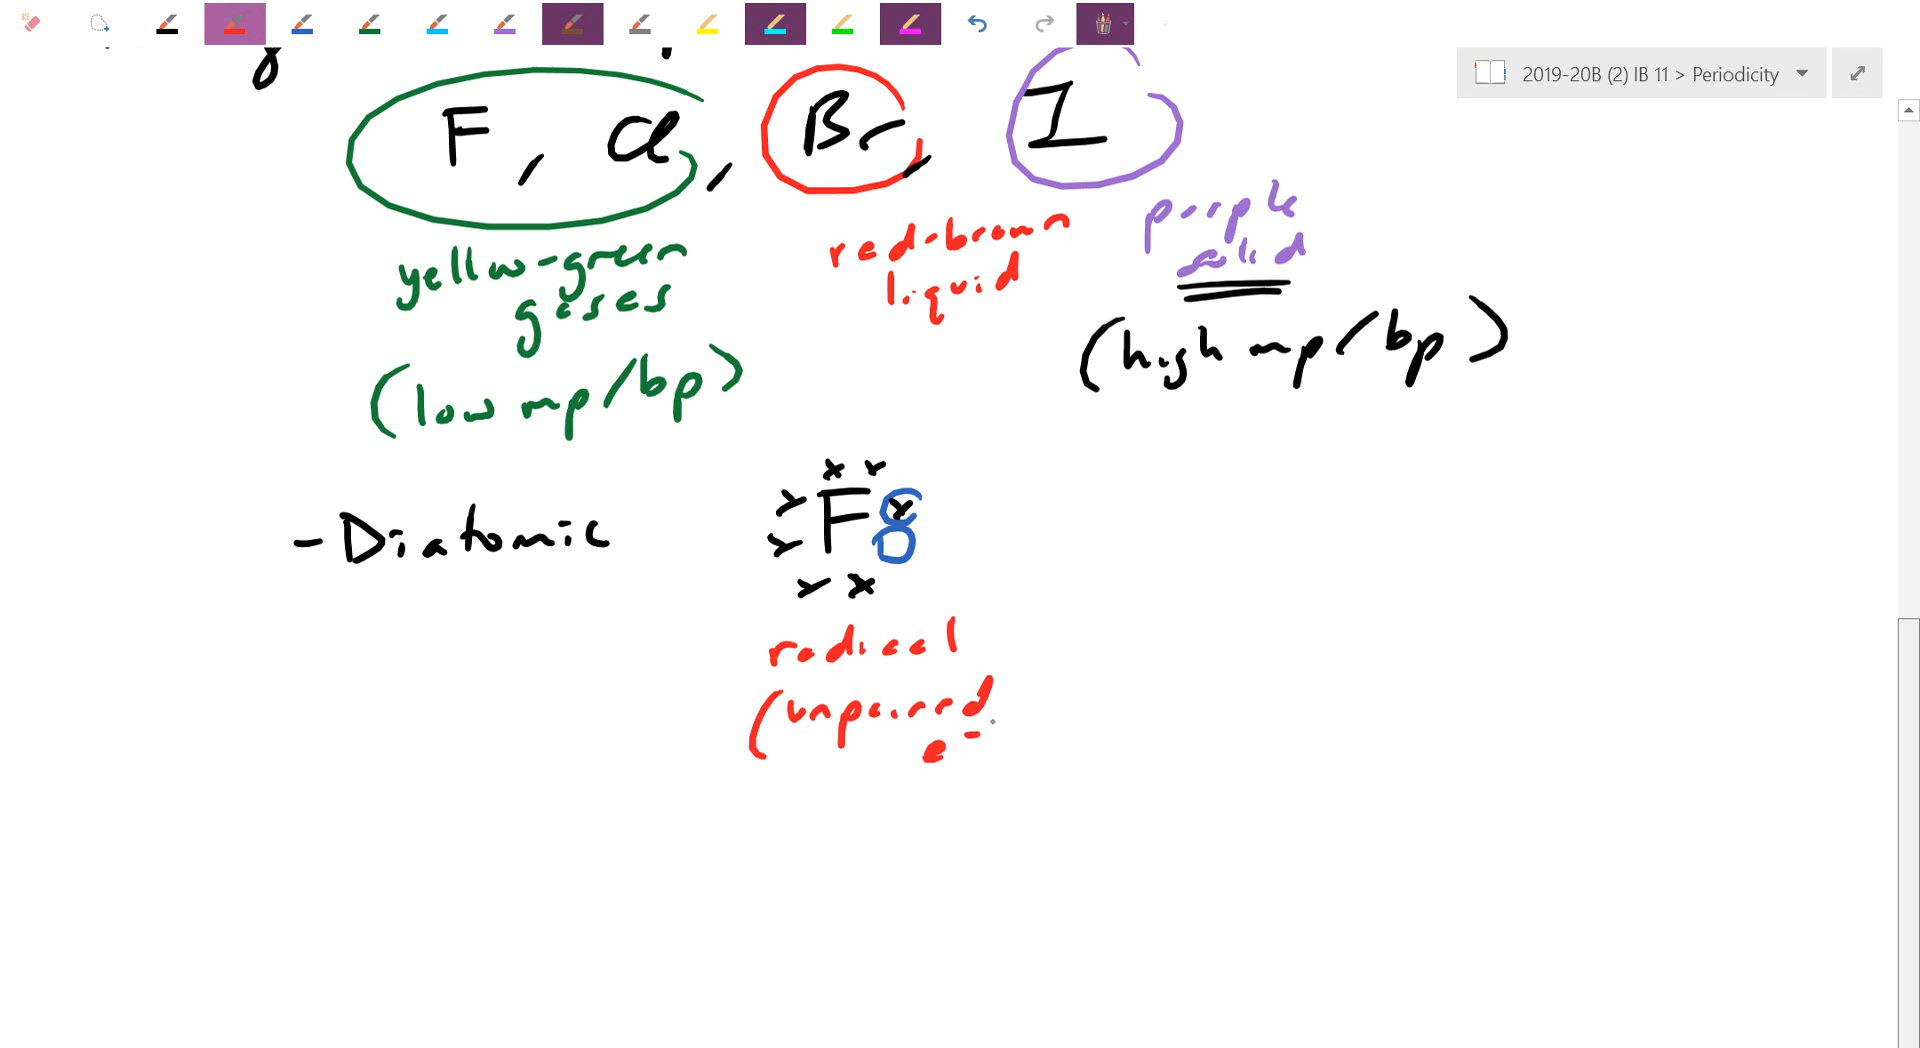 2019-20B (2) IB 11 > Periodicity
F, Cl, Br, I
yellow-green
gases
(low mp/bp)
red-brown
liquid
purple
solid
(high mp/bp)
- Diatomic
F
radical
(unpaired
e-